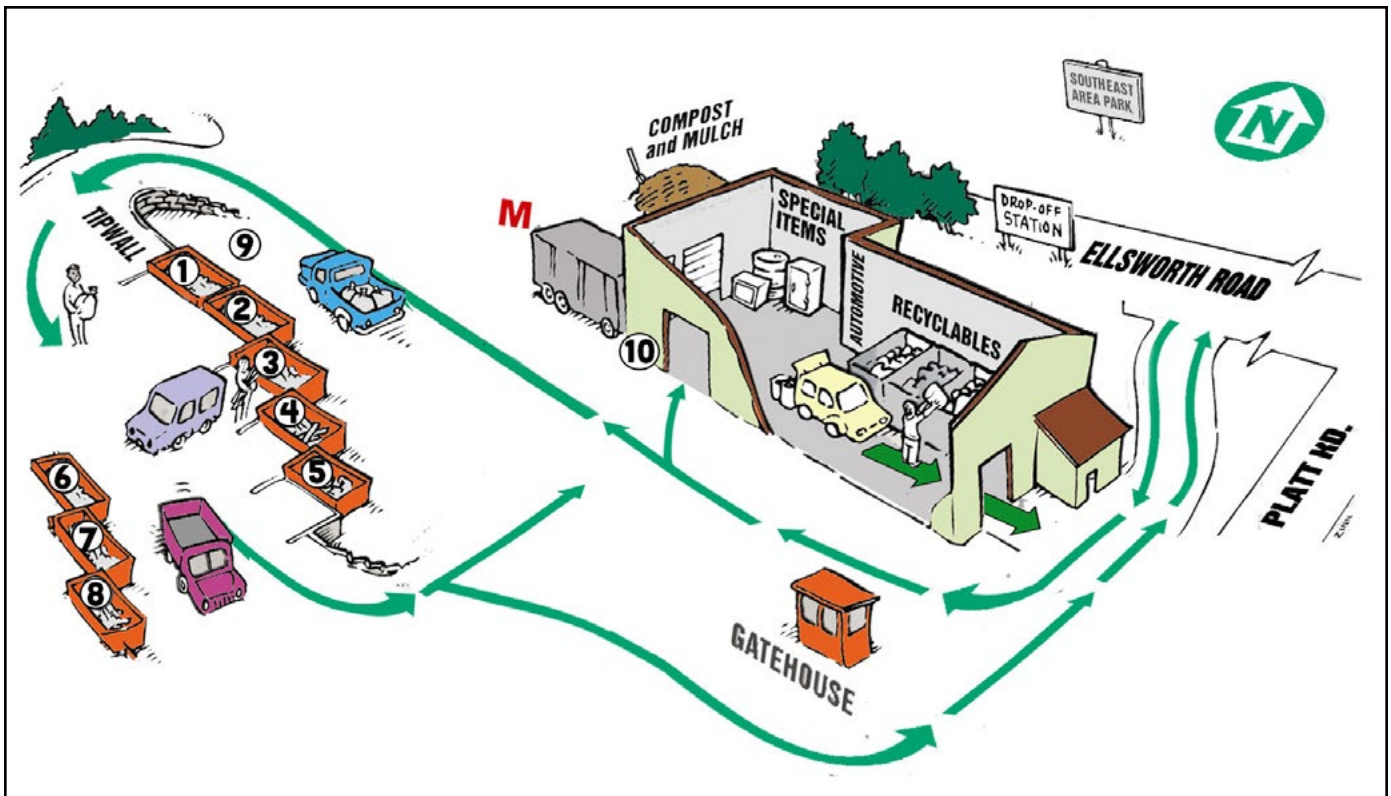 SOUTHEAST
AREA PARK
N
COMPOST
and MULCH
DROP-OFF
STATION
ELLSWORTH ROAD
SPECIAL
ITEMS
M
TIPWALL
9
1
2
AUTOMOTIVE
RECYCLABLES
10
3
4
5
6
7
8
PLATT RD.
ZINN
GATEHOUSE